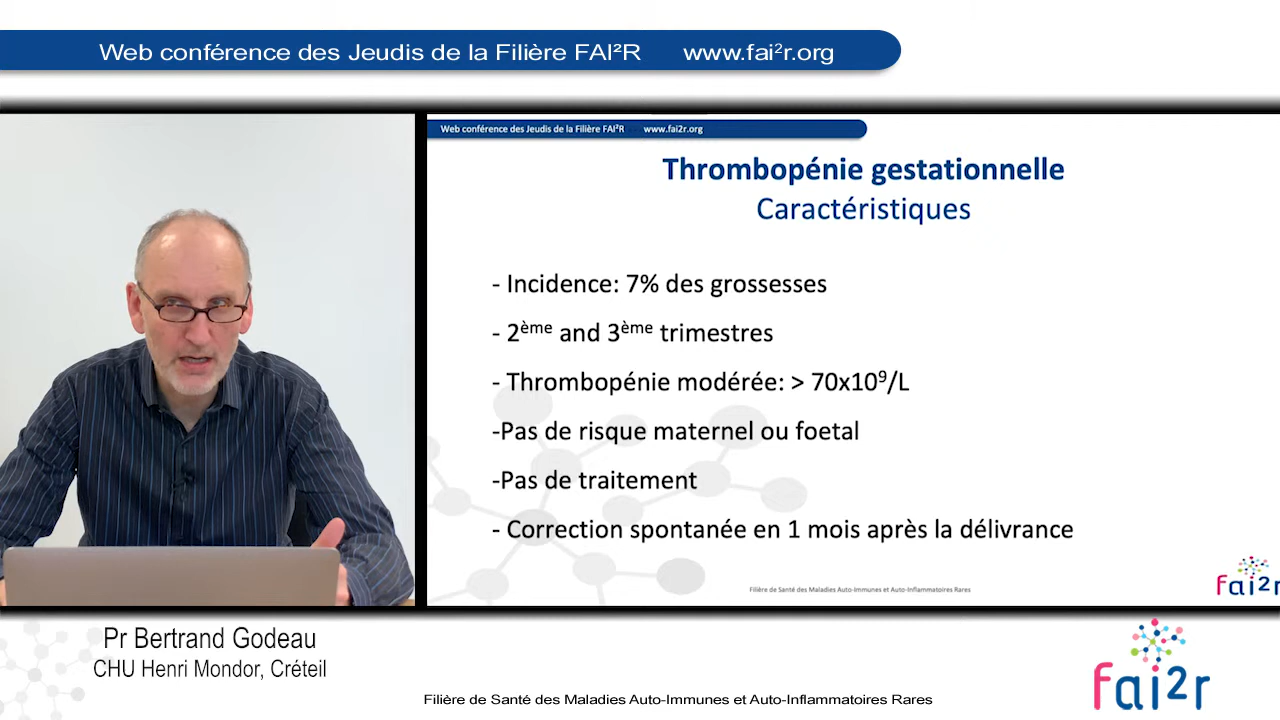 Web conférence des Jeudis de la Filière FAI²R www.fai²r.org
Web conférence des Jeudis de la Filière FAI²R www.fai2r.org
Thrombopénie gestationnelle
Caractéristiques
- Incidence: 7% des grossesses
- 2ème and 3ème trimestres
- Thrombopénie modérée: > 70x10⁹/L
-Pas de risque maternel ou foetal
-Pas de traitement
- Correction spontanée en 1 mois après la délivrance
Filière de Santé des Maladies Auto-Immunes et Auto-Inflammatoires Rares
fai2r
Pr Bertrand Godeau
CHU Henri Mondor, Créteil
fai2r
Filière de Santé des Maladies Auto-Immunes et Auto-Inflammatoires Rares